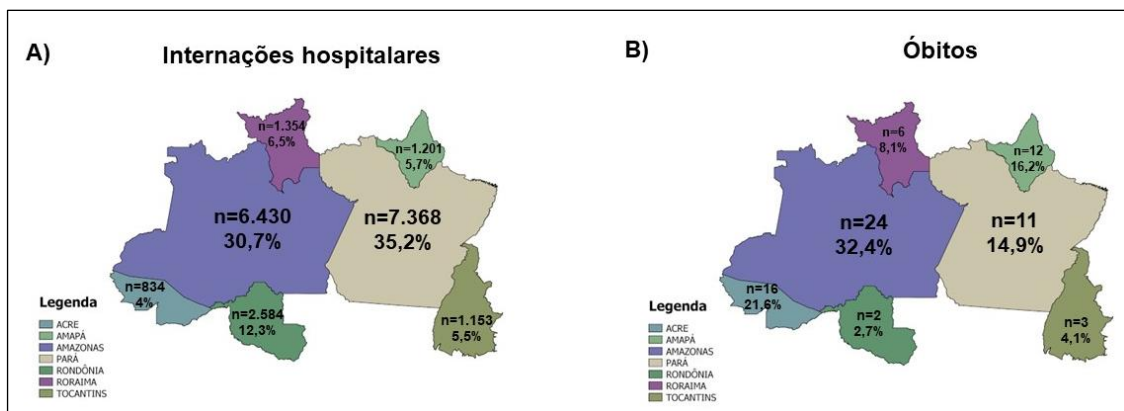 A)
Internações hospitalares
n=1.354
6,5%
n=1.201
5,7%
n=6.430
30,7%
n=7.368
35,2%
n=834
4%
n=2.584
12,3%
n=1.153
5,5%
Legenda
ACRE
AMAPÁ
AMAZONAS
PARÁ
RONDÔNIA
RORAIMA
TOCANTINS
B)
Óbitos
n=6
8,1%
n=12
16,2%
n=24
32,4%
n=11
14,9%
n=16
21,6%
n=2
2,7%
n=3
4,1%
Legenda
ACRE
AMAPÁ
AMAZONAS
PARÁ
RONDÔNIA
RORAIMA
TOCANTINS